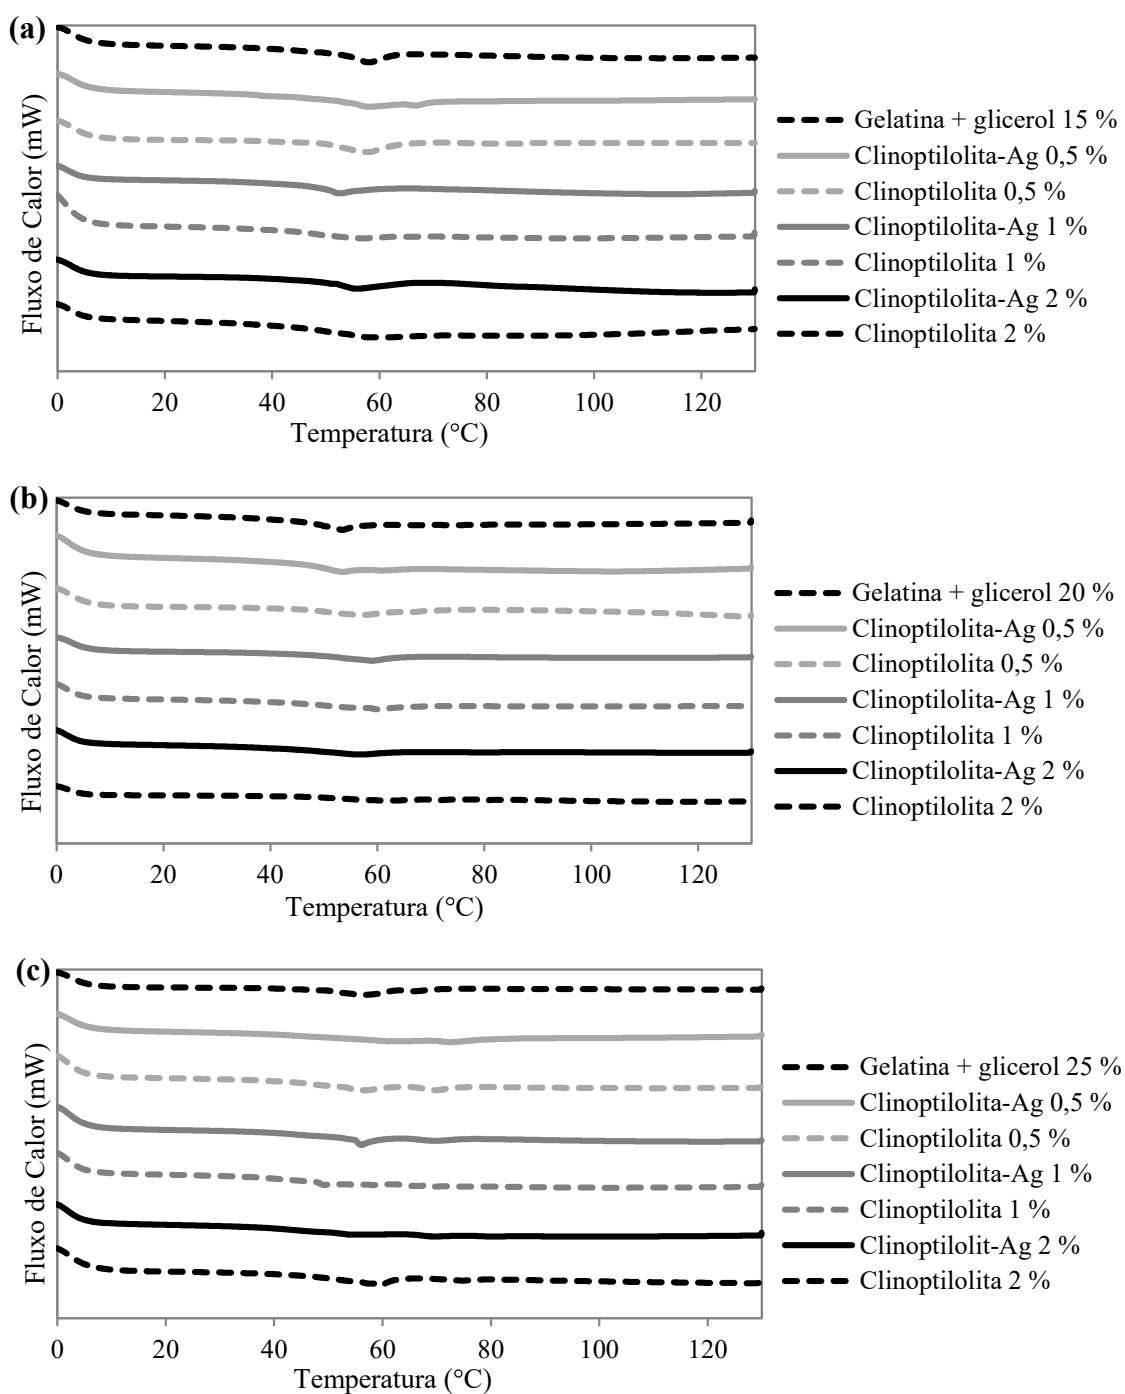 (a)
Fluxo de Calor (mW)
Gelatina + glicerol 15 %
Clinoptilolita-Ag 0,5 %
Clinoptilolita 0,5 %
Clinoptilolita-Ag 1 %
Clinoptilolita 1 %
Clinoptilolita-Ag 2 %
Clinoptilolita 2 %
0 20 40 60 80 100 120
Temperatura (°C)
(b)
Fluxo de Calor (mW)
Gelatina + glicerol 20 %
Clinoptilolita-Ag 0,5 %
Clinoptilolita 0,5 %
Clinoptilolita-Ag 1 %
Clinoptilolita 1 %
Clinoptilolita-Ag 2 %
Clinoptilolita 2 %
0 20 40 60 80 100 120
Temperatura (°C)
(c)
Fluxo de Calor (mW)
Gelatina + glicerol 25 %
Clinoptilolita-Ag 0,5 %
Clinoptilolita 0,5 %
Clinoptilolita-Ag 1 %
Clinoptilolita 1 %
Clinoptilolit-Ag 2 %
Clinoptilolita 2 %
0 20 40 60 80 100 120
Temperatura (°C)